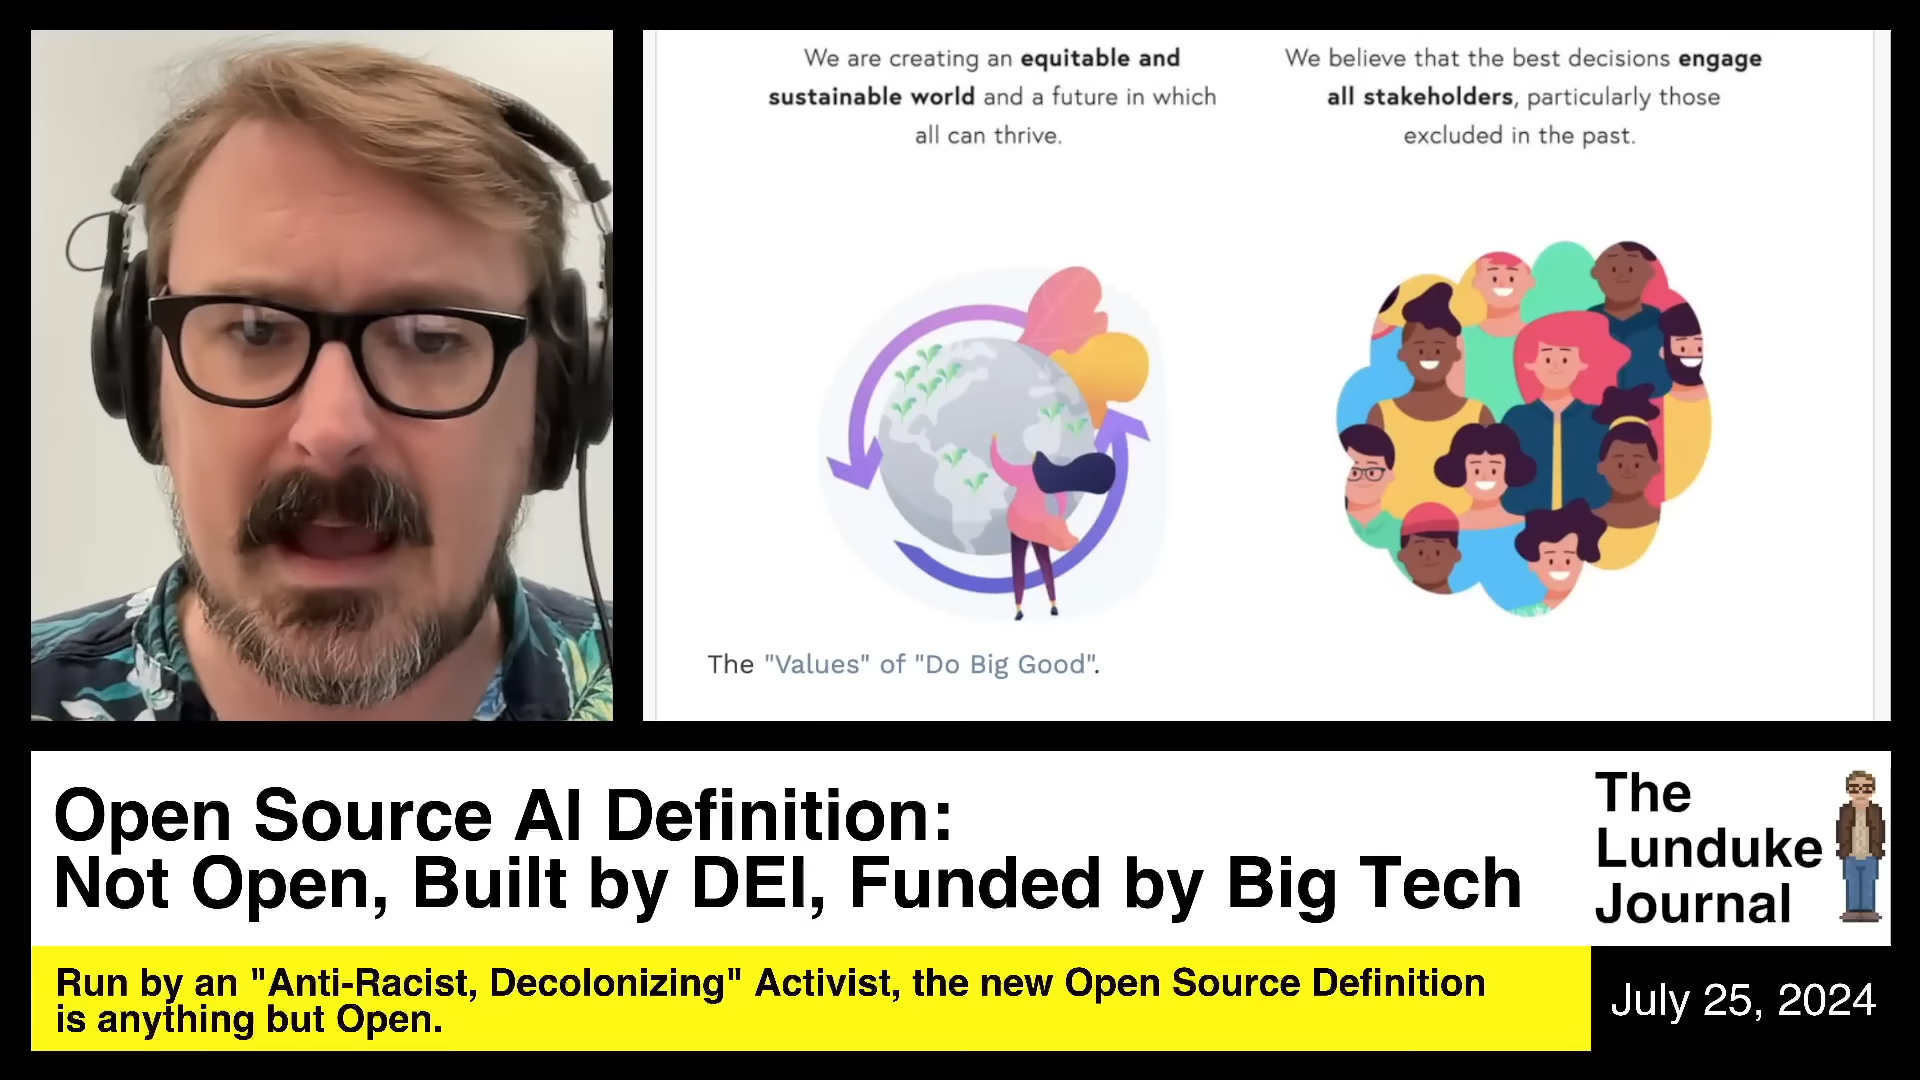 We are creating an equitable and
sustainable world and a future in which
all can thrive.
We believe that the best decisions engage
all stakeholders, particularly those
excluded in the past.
The "Values" of "Do Big Good".
Open Source AI Definition:
Not Open, Built by DEI, Funded by Big Tech
The
Lunduke
Journal
Run by an "Anti-Racist, Decolonizing" Activist, the new Open Source Definition
is anything but Open.
July 25, 2024